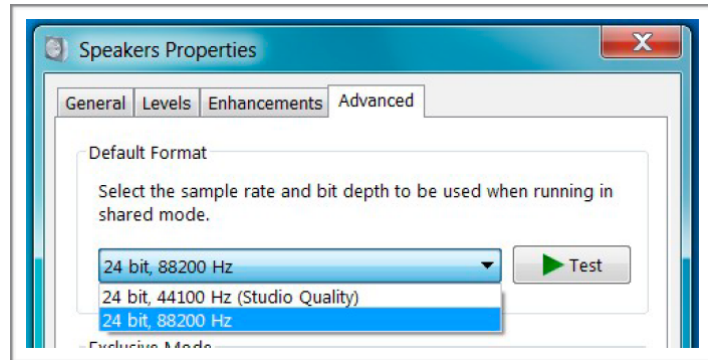 Speakers Properties
General Levels Enhancements Advanced
Default Format
Select the sample rate and bit depth to be used when running in
shared mode.
24 bit, 88200 Hz
Test
24 bit, 44100 Hz (Studio Quality)
24 bit, 88200 Hz
Exclusive Mode